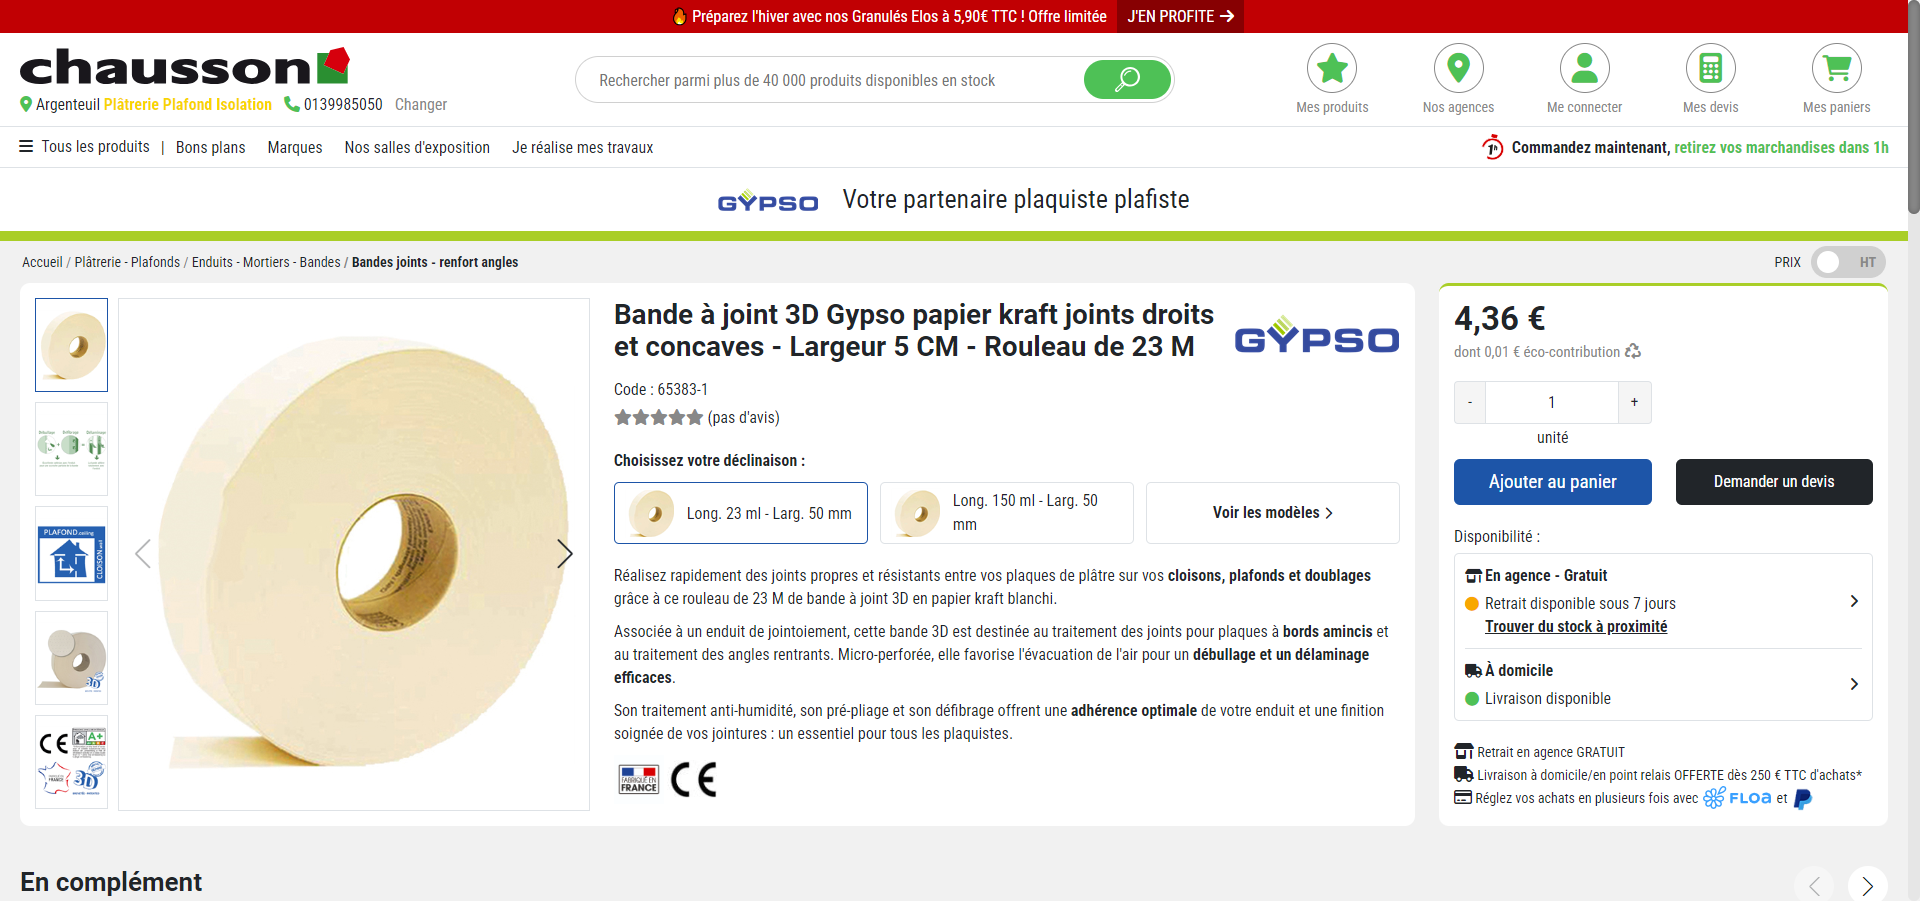 🔥 Préparez l'hiver avec nos Granulés Elos à 5,90€ TTC ! Offre limitée J'EN PROFITE →
chausson
Argenteuil Plâtrerie Plafond Isolation 0139985050 Changer
Rechercher parmi plus de 40 000 produits disponibles en stock
Mes produits
Nos agences
Me connecter
Mes devis
Mes paniers
Tous les produits | Bons plans Marques Nos salles d'exposition Je réalise mes travaux
1h Commandez maintenant, retirez vos marchandises dans 1h
GYPSO Votre partenaire plaquiste plafiste
Accueil / Plâtrerie - Plafonds / Enduits - Mortiers - Bandes / Bandes joints - renfort angles
PRIX HT
PLAFOND
CLOISON
3D
CE
A+
FRANCE
3D
Bande à joint 3D Gypso papier kraft joints droits
et concaves - Largeur 5 CM - Rouleau de 23 M
GYPSO
Code : 65383-1
(pas d'avis)
Choisissez votre déclinaison :
Long. 23 ml - Larg. 50 mm
Long. 150 ml - Larg. 50
mm
Voir les modèles >
Réalisez rapidement des joints propres et résistants entre vos plaques de plâtre sur vos cloisons, plafonds et doublages
grâce à ce rouleau de 23 M de bande à joint 3D en papier kraft blanchi.
Associée à un enduit de jointoiement, cette bande 3D est destinée au traitement des joints pour plaques à bords amincis et
au traitement des angles rentrants. Micro-perforée, elle favorise l'évacuation de l'air pour un débullage et un délaminage
efficaces.
Son traitement anti-humidité, son pré-pliage et son défibrage offrent une adhérence optimale de votre enduit et une finition
soignée de vos jointures : un essentiel pour tous les plaquistes.
FABRIQUÉ EN
FRANCE
CE
4,36 €
dont 0,01 € éco-contribution
- 1 +
unité
Ajouter au panier
Demander un devis
Disponibilité :
En agence - Gratuit
Retrait disponible sous 7 jours
Trouver du stock à proximité
À domicile
Livraison disponible
Retrait en agence GRATUIT
Livraison à domicile/en point relais OFFERTE dès 250 € TTC d'achats*
Réglez vos achats en plusieurs fois avec FLOA et
En complément